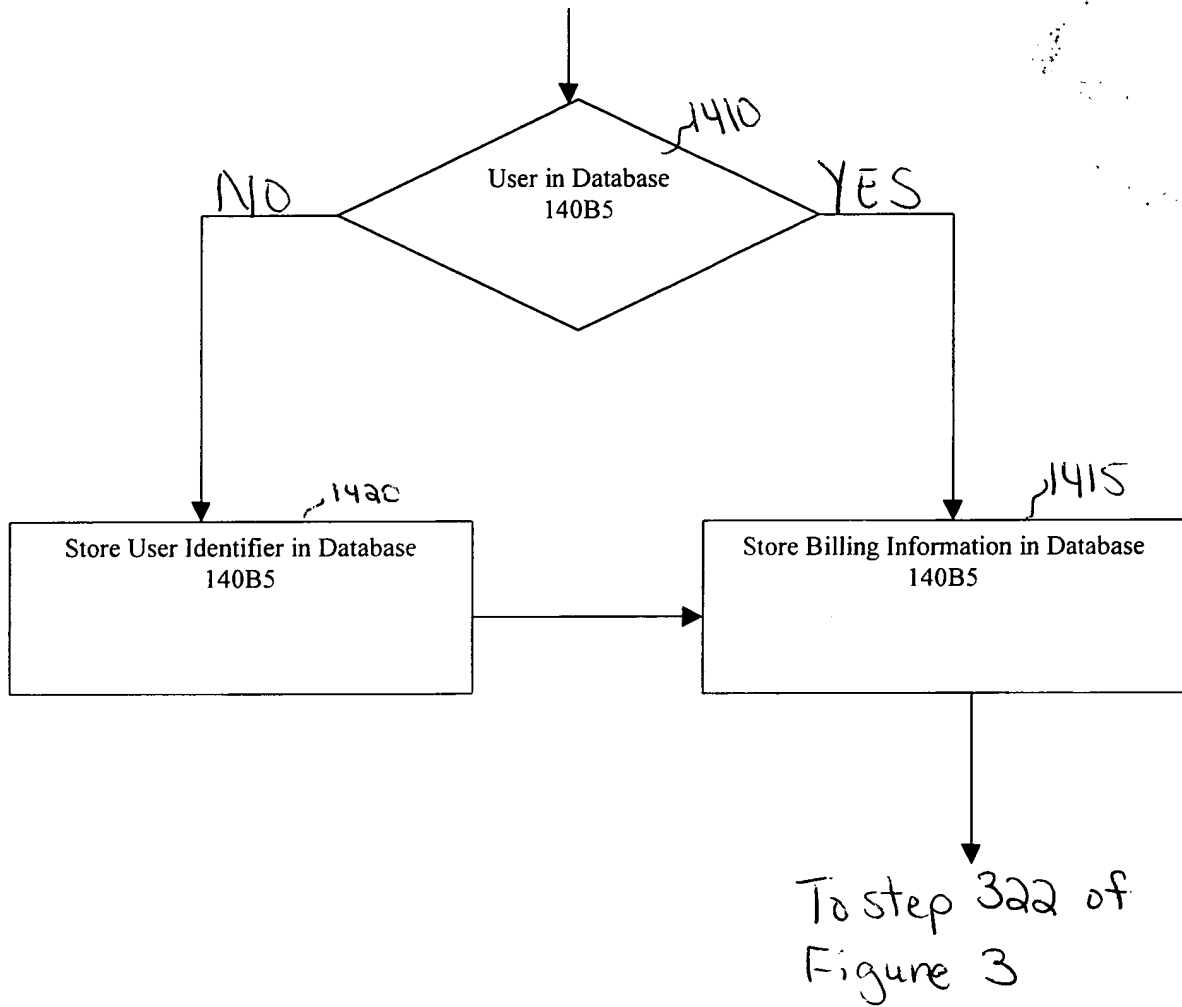 1410
User in Database
140B5
NO
YES
1420
Store User Identifier in Database
140B5
1415
Store Billing Information in Database
140B5
To step 322 of
Figure 3